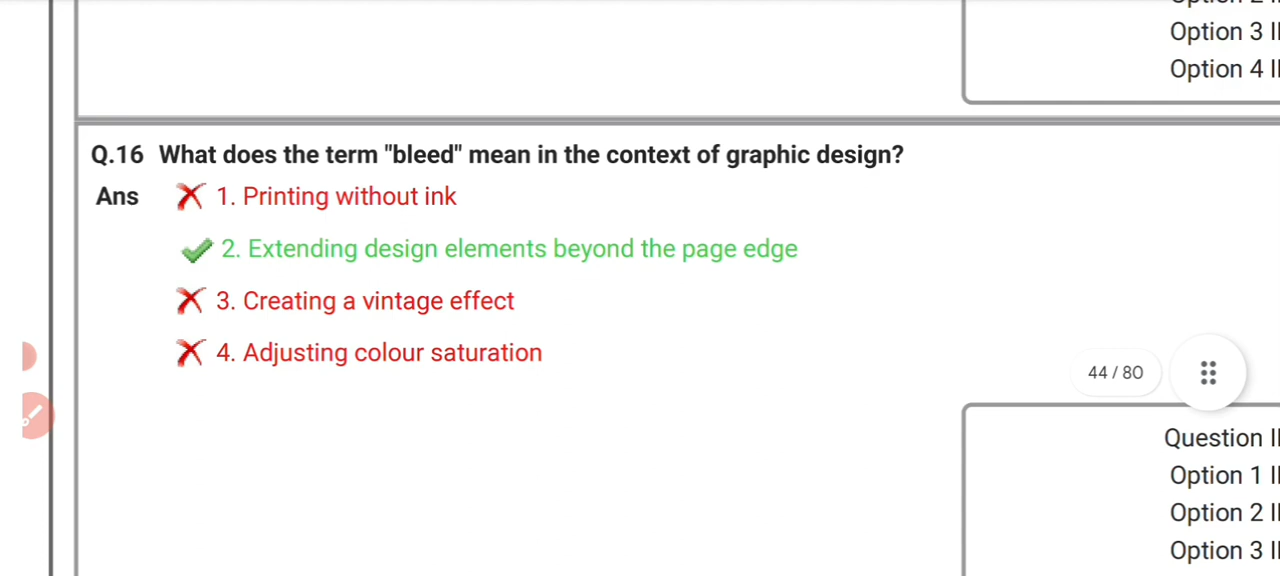 Option 3 I
Option 4 I
Q.16 What does the term "bleed" mean in the context of graphic design?
Ans 1. Printing without ink
2. Extending design elements beyond the page edge
3. Creating a vintage effect
4. Adjusting colour saturation
44 / 80
Question I
Option 1 I
Option 2 I
Option 3 I